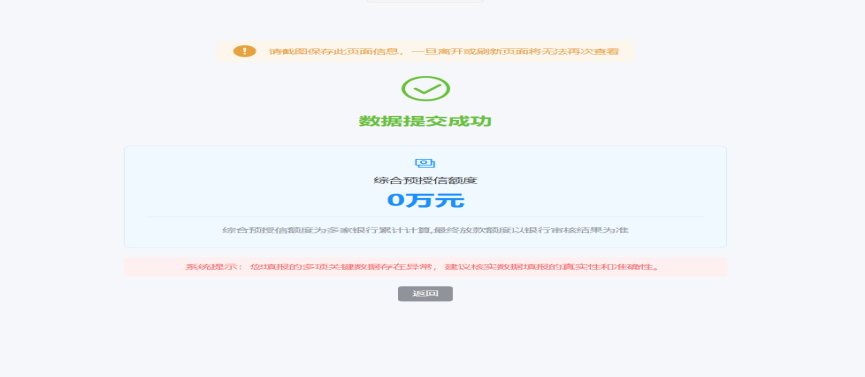 请截图保存此页面信息，一旦离开或刷新页面将无法再次查看
数据提交成功
综合预授信额度
0万元
综合预授信额度为多家银行累计计算,最终放款额度以银行审核结果为准
系统提示：您填报的多项关键数据存在异常，建议核实数据填报的真实性和准确性。
返回